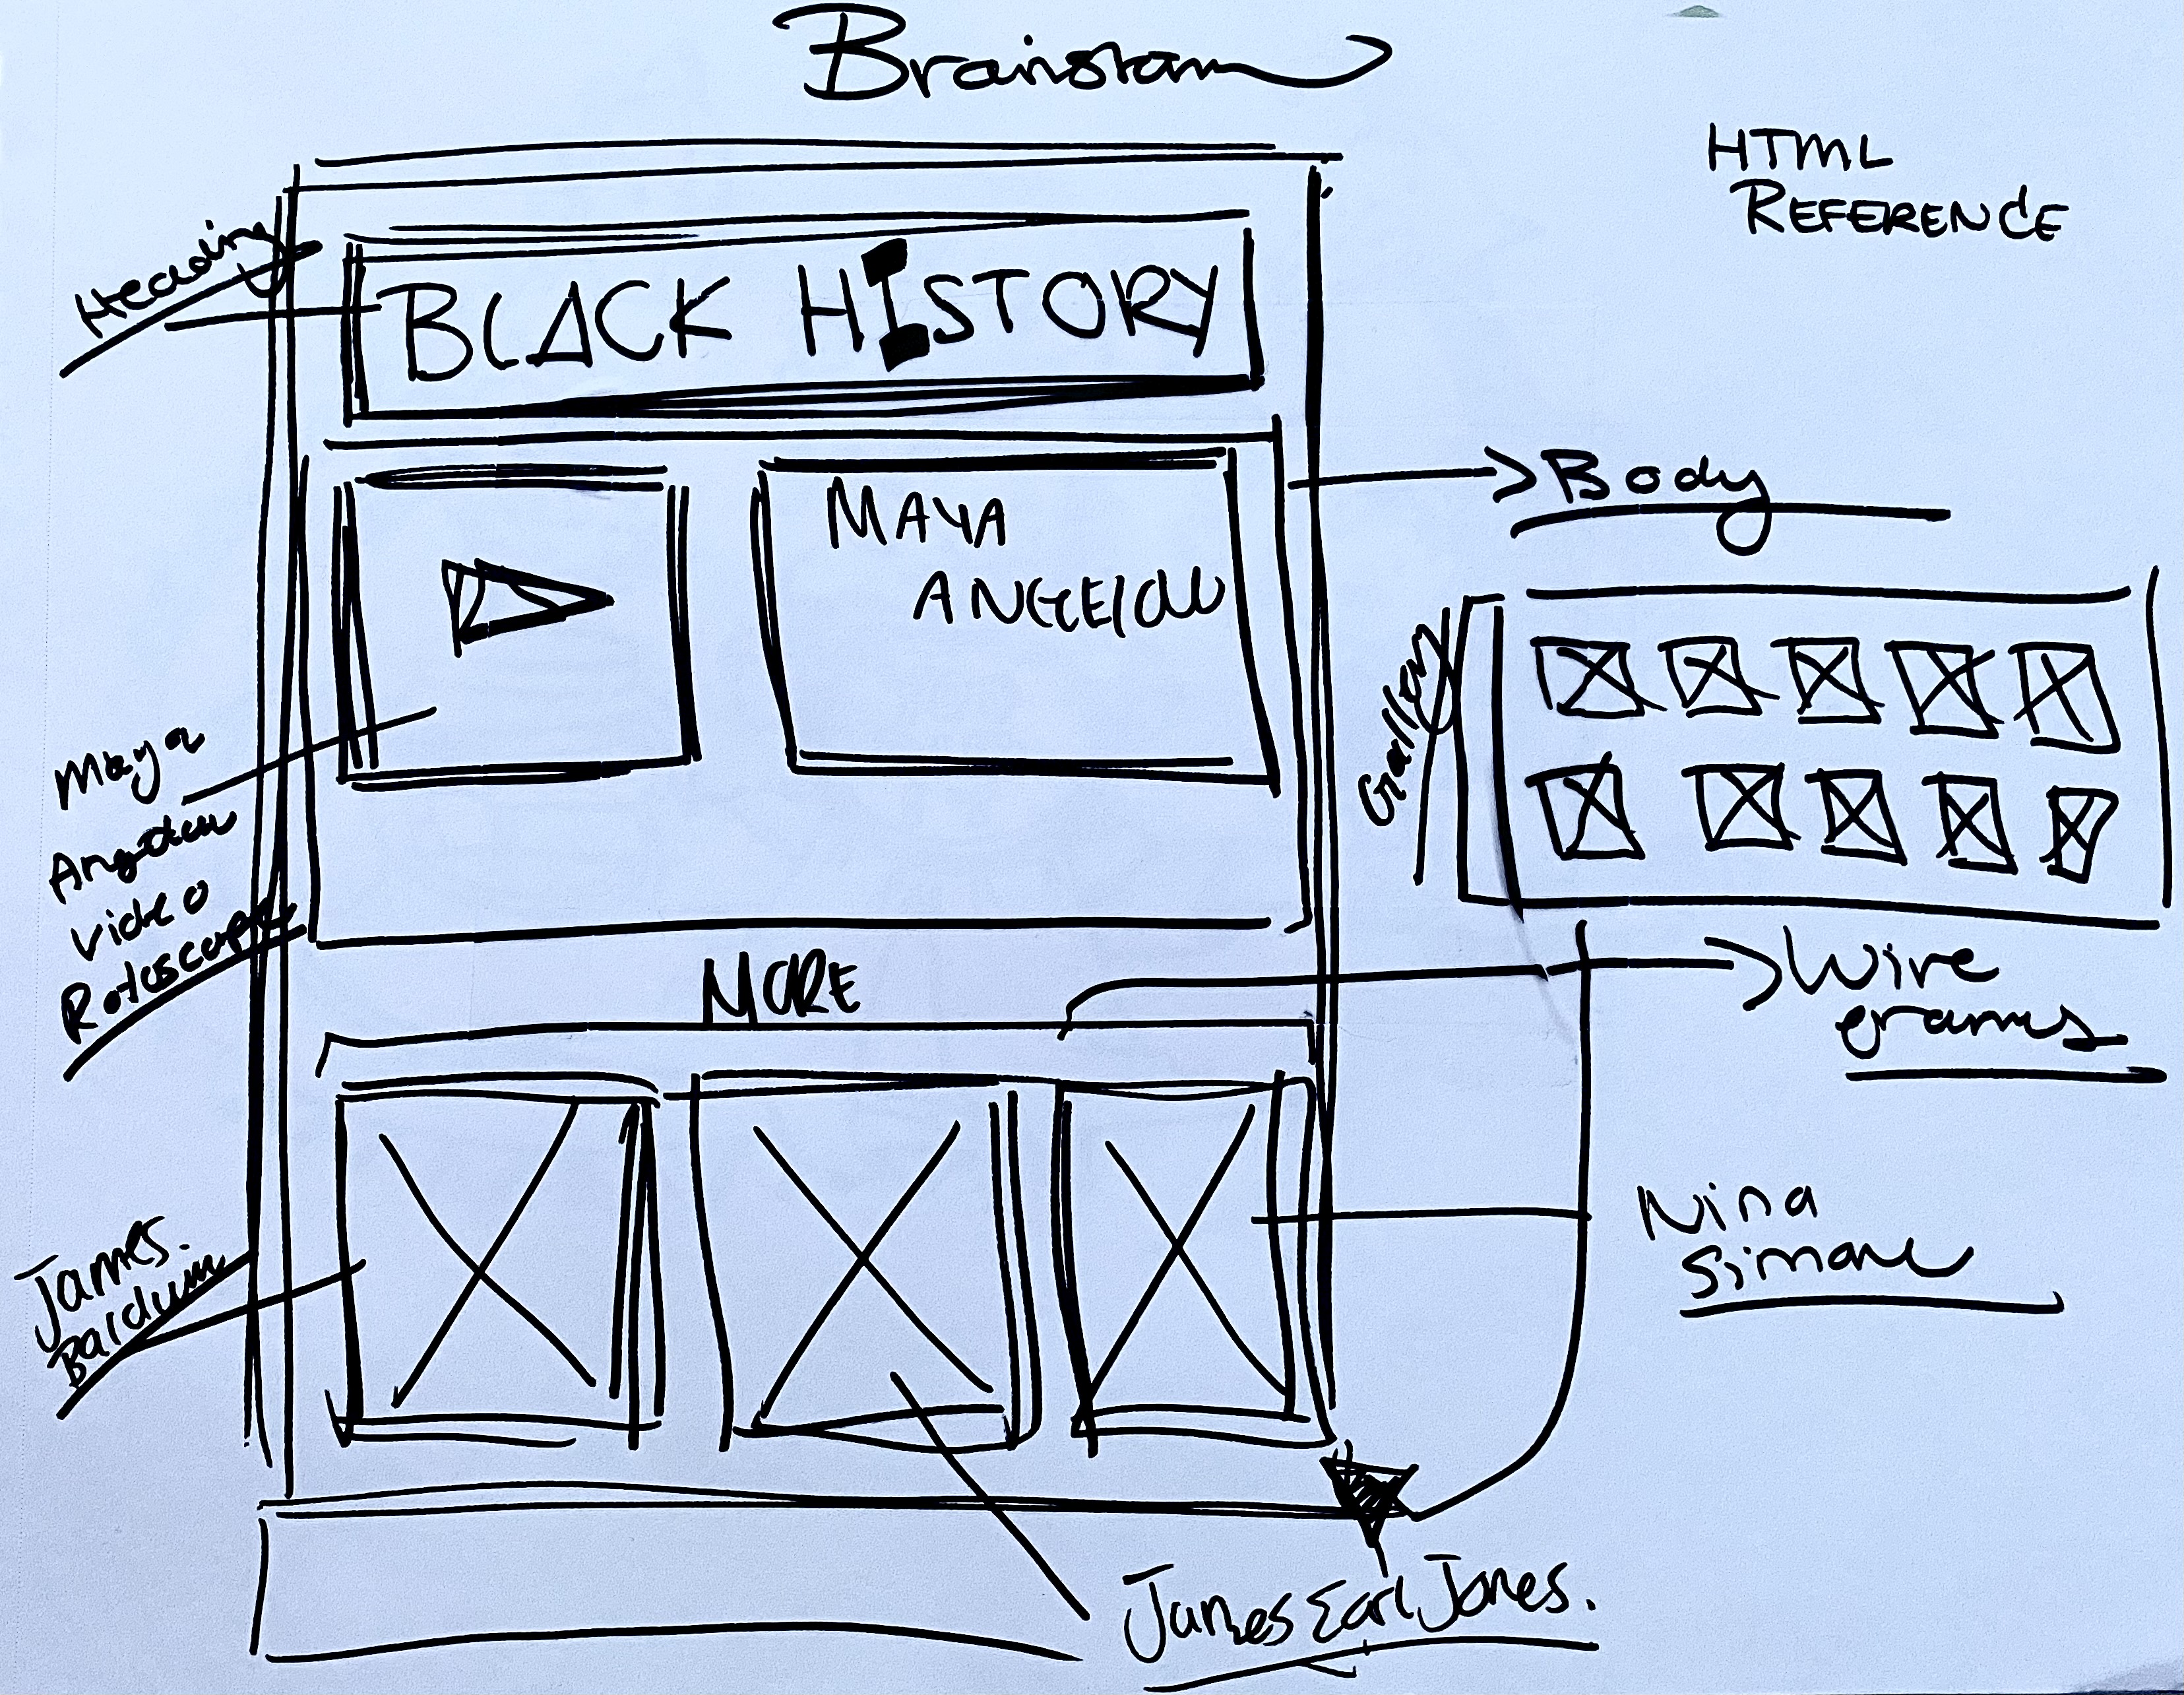 Brainstorm
HTML
REFERENCE
Heading
BLACK HISTORY
MAYA
ANGELOU
Body
Gallery
Maya
Angelou
video
Rotoscope
MORE
Wire
grams
James.
Baldwin
Nina
Simone
James Earl Jones.